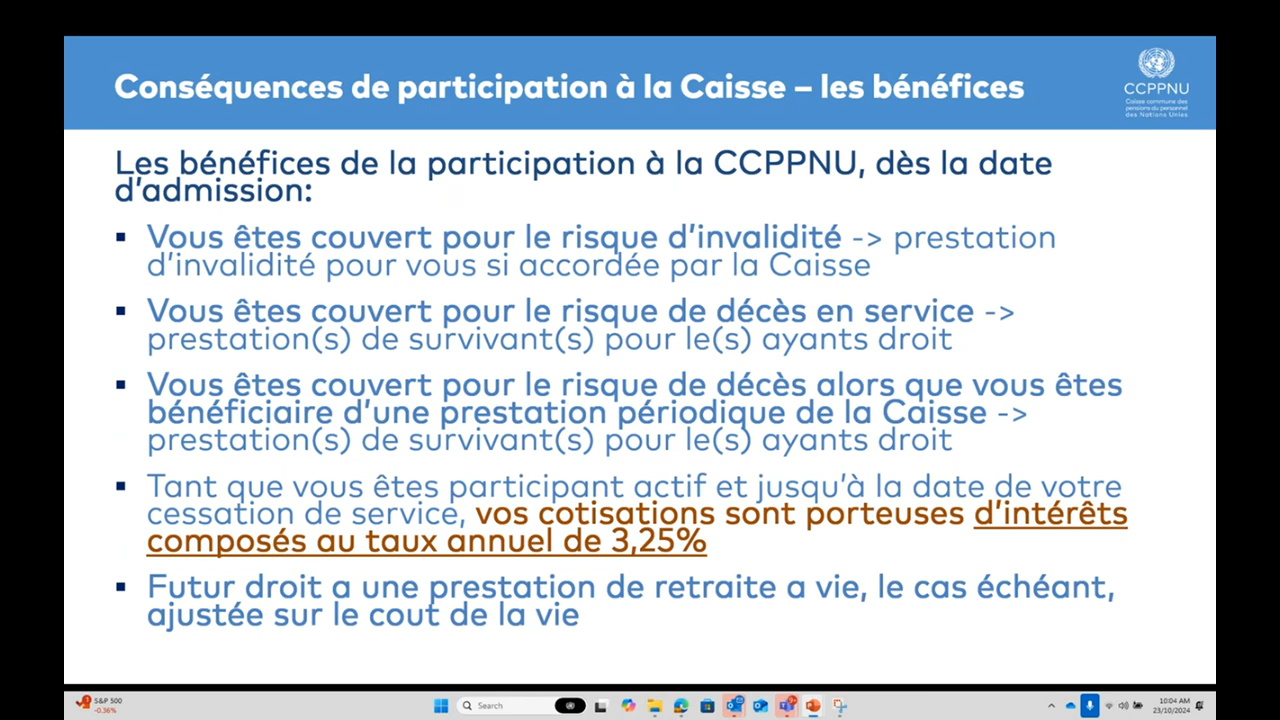 Conséquences de participation à la Caisse – les bénéfices
CCPPNU
Caisse commune des
pensions du personnel
des Nations Unies
Les bénéfices de la participation à la CCPPNU, dès la date
d’admission:
▪ Vous êtes couvert pour le risque d’invalidité -> prestation
d’invalidité pour vous si accordée par la Caisse
▪ Vous êtes couvert pour le risque de décès en service ->
prestation(s) de survivant(s) pour le(s) ayants droit
▪ Vous êtes couvert pour le risque de décès alors que vous êtes
bénéficiaire d’une prestation périodique de la Caisse ->
prestation(s) de survivant(s) pour le(s) ayants droit
▪ Tant que vous êtes participant actif et jusqu’à la date de votre
cessation de service, vos cotisations sont porteuses d’intérêts
composés au taux annuel de 3,25%
▪ Futur droit a une prestation de retraite a vie, le cas échéant,
ajustée sur le cout de la vie
S&P 500
-0.36%
Search
10:04 AM
23/10/2024